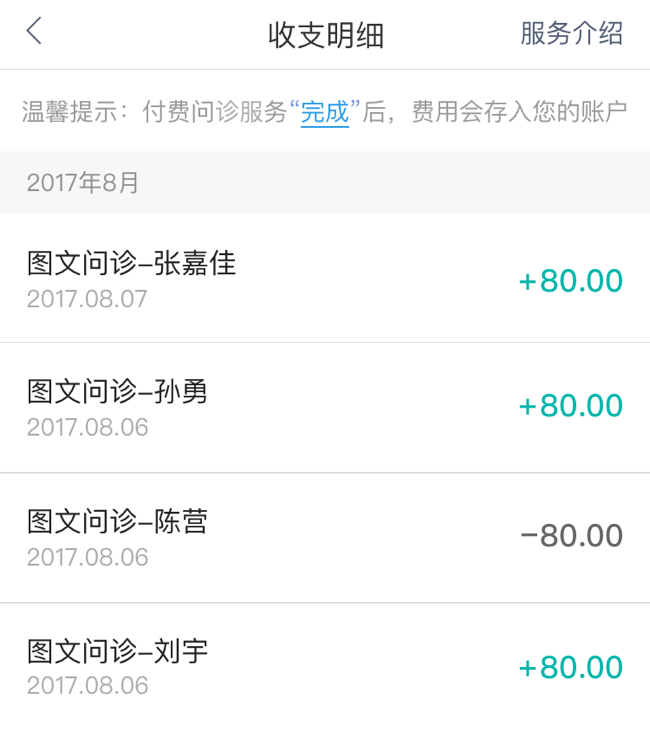 收支明细 服务介绍
温馨提示：付费问诊服务“完成”后，费用会存入您的账户
2017年8月
图文问诊–张嘉佳
+80.00
2017.08.07
图文问诊–孙勇
+80.00
2017.08.06
图文问诊–陈营
−80.00
2017.08.06
图文问诊–刘宇
+80.00
2017.08.06